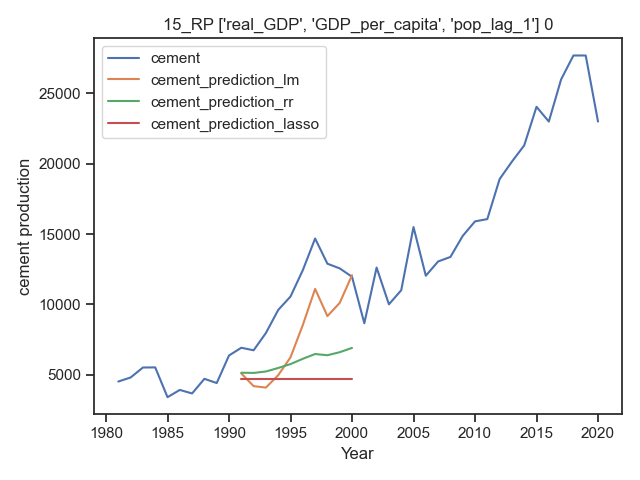 15_RP ['real_GDP', 'GDP_per_capita', 'pop_lag_1'] 0
cement
cement_prediction_lm
cement_prediction_rr
cement_prediction_lasso
cement production
25000
20000
15000
10000
5000
1980 1985 1990 1995 2000 2005 2010 2015 2020
Year